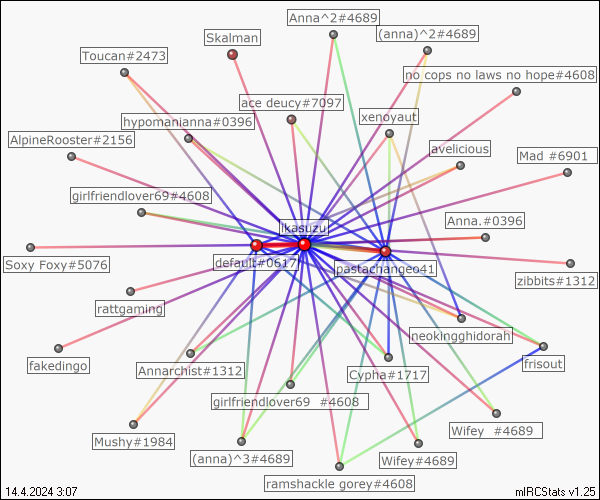 Anna^2#4689
(anna)^2#4689
Skalman
Toucan#2473
no cops no laws no hope#4608
ace deucy#7097
xenoyaut
hypomanianna#0396
AlpineRooster#2156
avelicious
Mad #6901
girlfriendlover69#4608
Anna.#0396
ikasuzu
Soxy Foxy#5076
default#0617
pastachangeo41
zibbits#1312
rattgaming
neokingghidorah
fakedingo
Annarchist#1312
Cypha#1717
frisout
girlfriendlover69 #4608
Mushy#1984
Wifey #4689
(anna)^3#4689
Wifey#4689
ramshackle gorey#4608
14.4.2024 3:07
mIRCStats v1.25